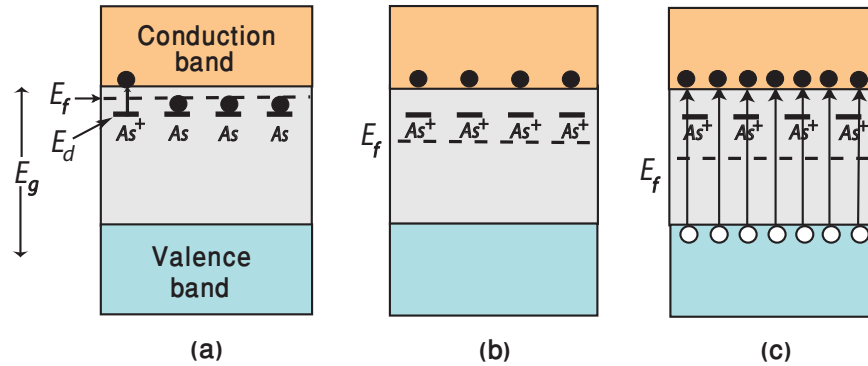 Conduction
band
E_f
E_d
E_g
As⁺ As As As
Valence
band
(a)
E_f
As⁺ As⁺ As⁺ As⁺
(b)
E_f
As⁺ As⁺ As⁺ As⁺
(c)